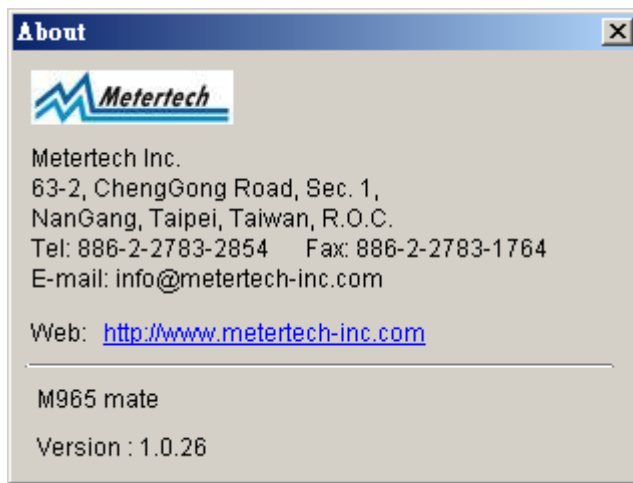 About
Metertech
Metertech Inc.
63-2, ChengGong Road, Sec. 1,
NanGang, Taipei, Taiwan, R.O.C.
Tel: 886-2-2783-2854 Fax: 886-2-2783-1764
E-mail: info@metertech-inc.com
Web: http://www.metertech-inc.com
M965 mate
Version : 1.0.26